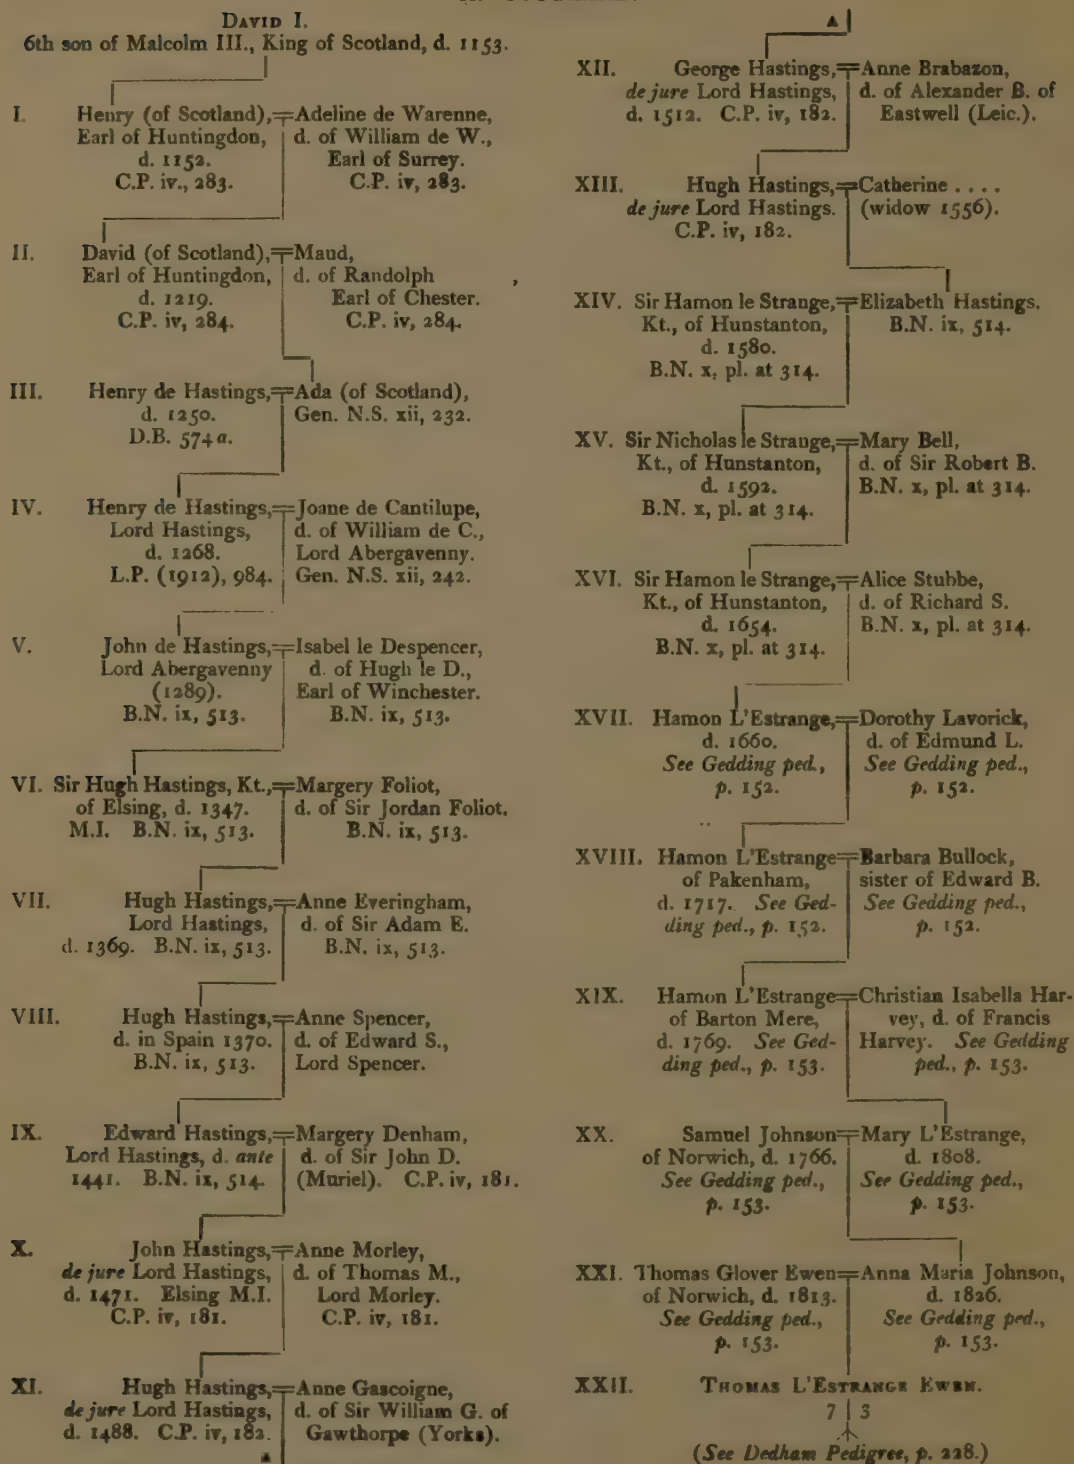 DAVID I.
6th son of Malcolm III., King of Scotland, d. 1153.
I. Henry (of Scotland),=Adeline de Warenne,
Earl of Huntingdon, d. of William de W.,
d. 1152. Earl of Surrey.
C.P. iv., 283. C.P. iv, 283.
II. David (of Scotland),=Maud,
Earl of Huntingdon, d. of Randolph
d. 1219. Earl of Chester.
C.P. iv, 284. C.P. iv, 284.
III. Henry de Hastings,=Ada (of Scotland),
d. 1250. Gen. N.S. xii, 232.
D.B. 574a.
IV. Henry de Hastings,=Joane de Cantilupe,
Lord Hastings, d. of William de C.,
d. 1268. Lord Abergavenny.
L.P. (1912), 984. Gen. N.S. xii, 242.
V. John de Hastings,=Isabel le Despencer,
Lord Abergavenny d. of Hugh le D.,
(1289). Earl of Winchester.
B.N. ix, 513. B.N. ix, 513.
VI. Sir Hugh Hastings, Kt.,=Margery Foliot,
of Elsing, d. 1347. d. of Sir Jordan Foliot.
M.I. B.N. ix, 513. B.N. ix, 513.
VII. Hugh Hastings,=Anne Everingham,
Lord Hastings, d. of Sir Adam E.
d. 1369. B.N. ix, 513. B.N. ix, 513.
VIII. Hugh Hastings,=Anne Spencer,
d. in Spain 1370. d. of Edward S.,
B.N. ix, 513. Lord Spencer.
IX. Edward Hastings,=Margery Denham,
Lord Hastings, d. ante d. of Sir John D.
1441. B.N. ix, 514. (Muriel). C.P. iv, 181.
X. John Hastings,=Anne Morley,
de jure Lord Hastings, d. of Thomas M.,
d. 1471. Elsing M.I. Lord Morley.
C.P. iv, 181. C.P. iv, 181.
XI. Hugh Hastings,=Anne Gascoigne,
de jure Lord Hastings, d. of Sir William G. of
d. 1488. C.P. iv, 182. Gawthorpe (Yorks).
A
A
XII. George Hastings,=Anne Brabazon,
de jure Lord Hastings, d. of Alexander B. of
d. 1512. C.P. iv, 182. Eastwell (Leic.).
XIII. Hugh Hastings,=Catherine . . . .
de jure Lord Hastings. (widow 1556).
C.P. iv, 182.
XIV. Sir Hamon le Strange,=Elizabeth Hastings.
Kt., of Hunstanton, B.N. ix, 514.
d. 1580.
B.N. x, pl. at 314.
XV. Sir Nicholas le Strange,=Mary Bell,
Kt., of Hunstanton, d. of Sir Robert B.
d. 1592. B.N. x, pl. at 314.
B.N. x, pl. at 314.
XVI. Sir Hamon le Strange,=Alice Stubbe,
Kt., of Hunstanton, d. of Richard S.
d. 1654. B.N. x, pl. at 314.
B.N. x, pl. at 314.
XVII. Hamon L'Estrange,=Dorothy Lavorick,
d. 1660. d. of Edmund L.
See Gedding ped., See Gedding ped.,
p. 152. p. 152.
XVIII. Hamon L'Estrange=Barbara Bullock,
of Pakenham, sister of Edward B.
d. 1717. See Ged- See Gedding ped.,
ding ped., p. 152. p. 152.
XIX. Hamon L'Estrange=Christian Isabella Har-
of Barton Mere, vey, d. of Francis
d. 1769. See Ged- Harvey. See Gedding
ding ped., p. 153. ped., p. 153.
XX. Samuel Johnson=Mary L'Estrange,
of Norwich, d. 1766. d. 1808.
See Gedding ped., See Gedding ped.,
p. 153. p. 153.
XXI. Thomas Glover Ewen=Anna Maria Johnson,
of Norwich, d. 1813. d. 1826.
See Gedding ped., See Gedding ped.,
p. 153. p. 153.
XXII. THOMAS L'ESTRANGE EWEN.
7 | 3
(See Dedham Pedigree, p. 228.)